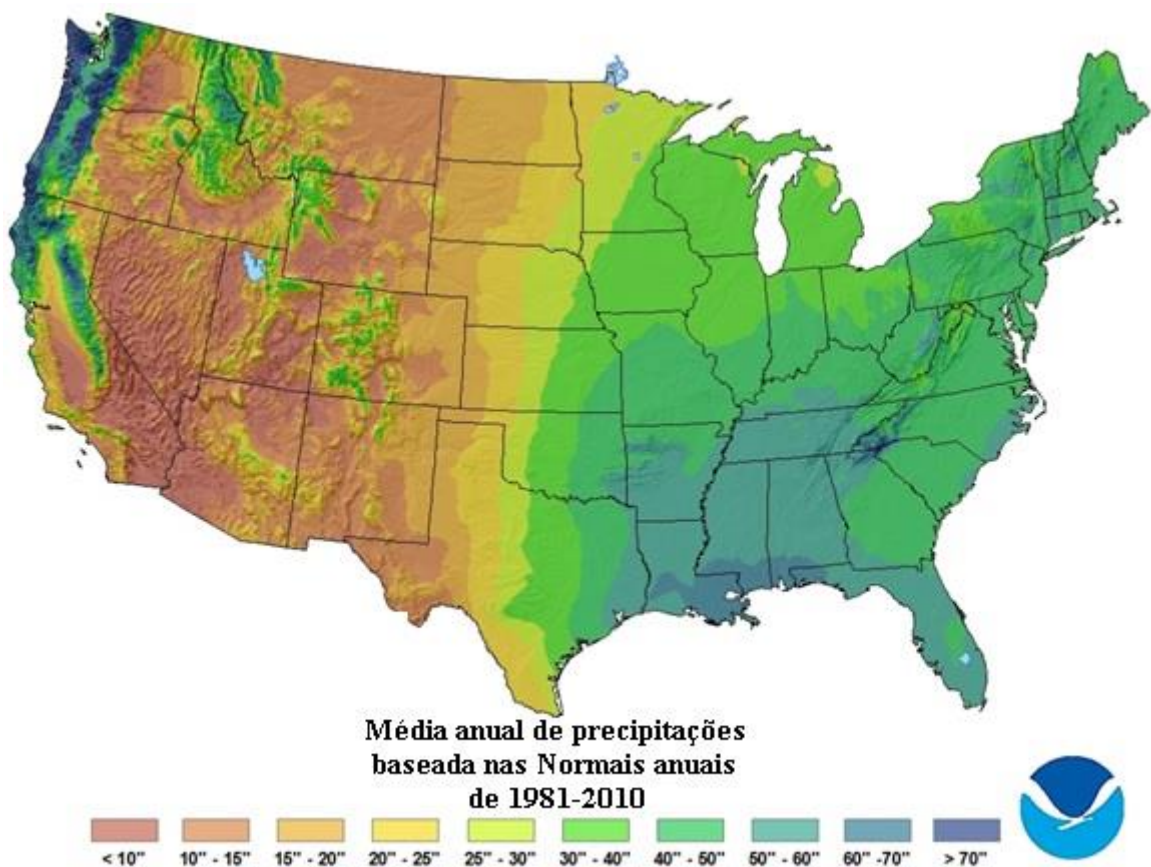 Média anual de precipitações
baseada nas Normais anuais
de 1981-2010
< 10" 10" - 15" 15" - 20" 20" - 25" 25" - 30" 30" - 40" 40" - 50" 50" - 60" 60" -70" > 70"